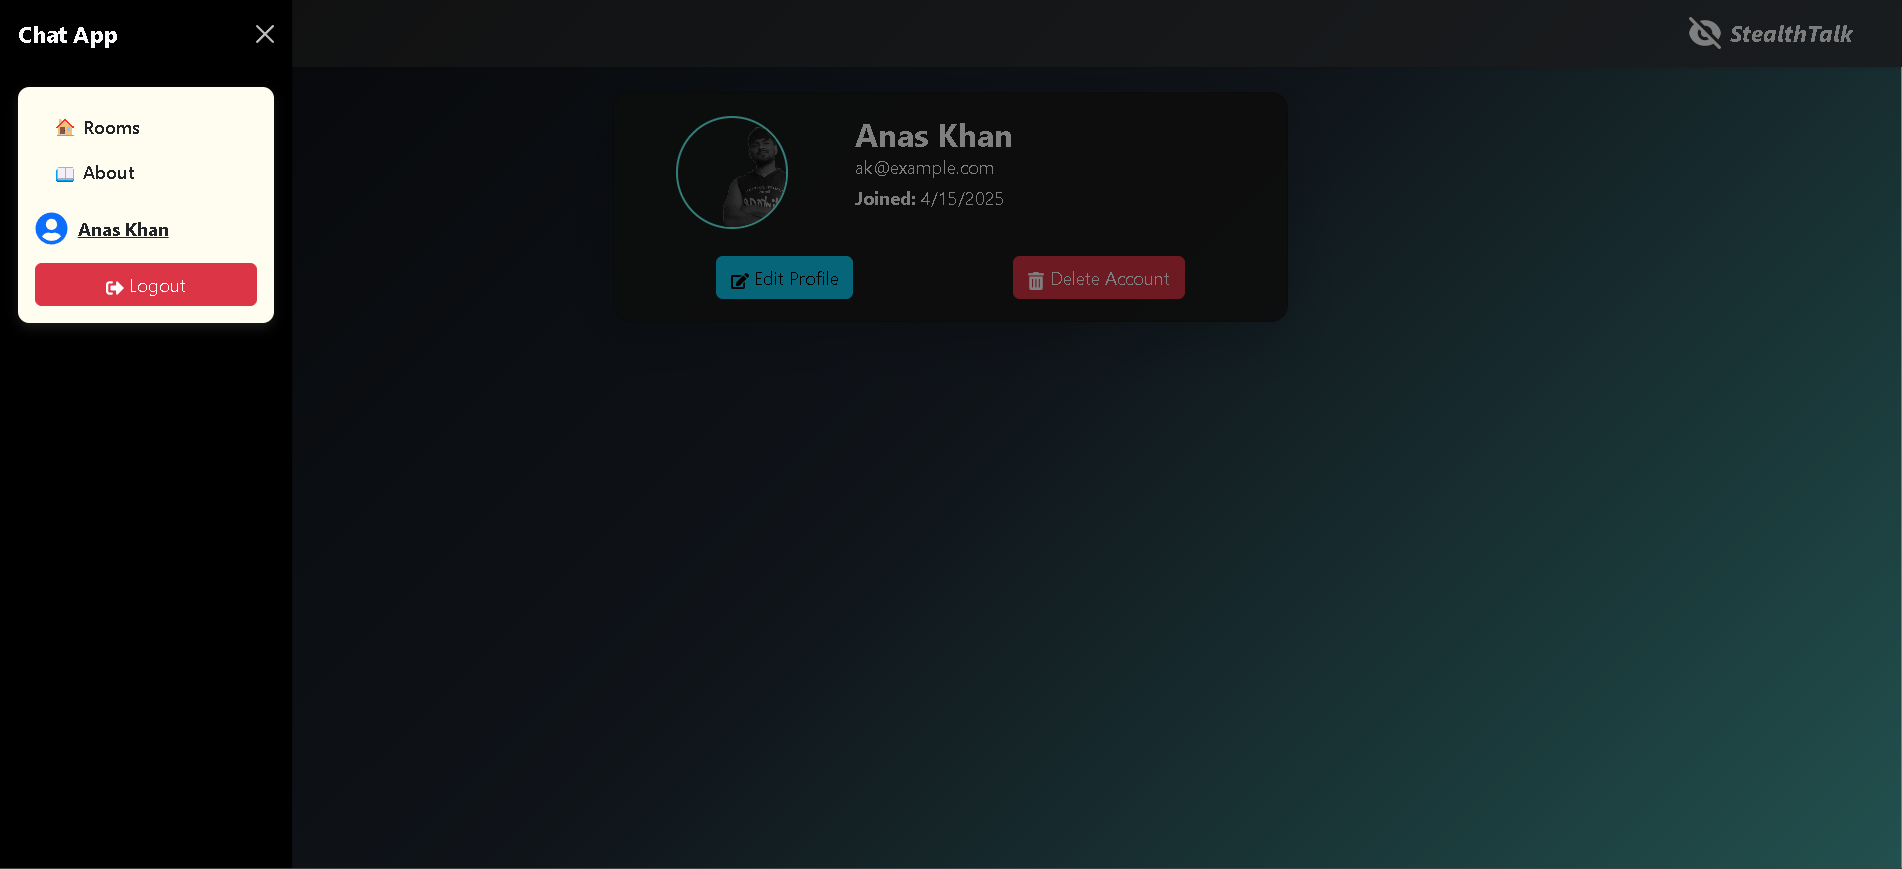 Chat App
Rooms
About
Anas Khan
Logout
StealthTalk
Anas Khan
ak@example.com
Joined: 4/15/2025
Edit Profile
Delete Account